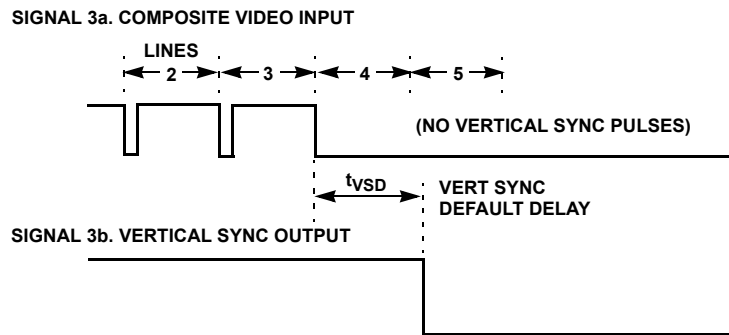 SIGNAL 3a. COMPOSITE VIDEO INPUT
LINES
2 3 4 5
(NO VERTICAL SYNC PULSES)
tVSD
VERT SYNC
DEFAULT DELAY
SIGNAL 3b. VERTICAL SYNC OUTPUT